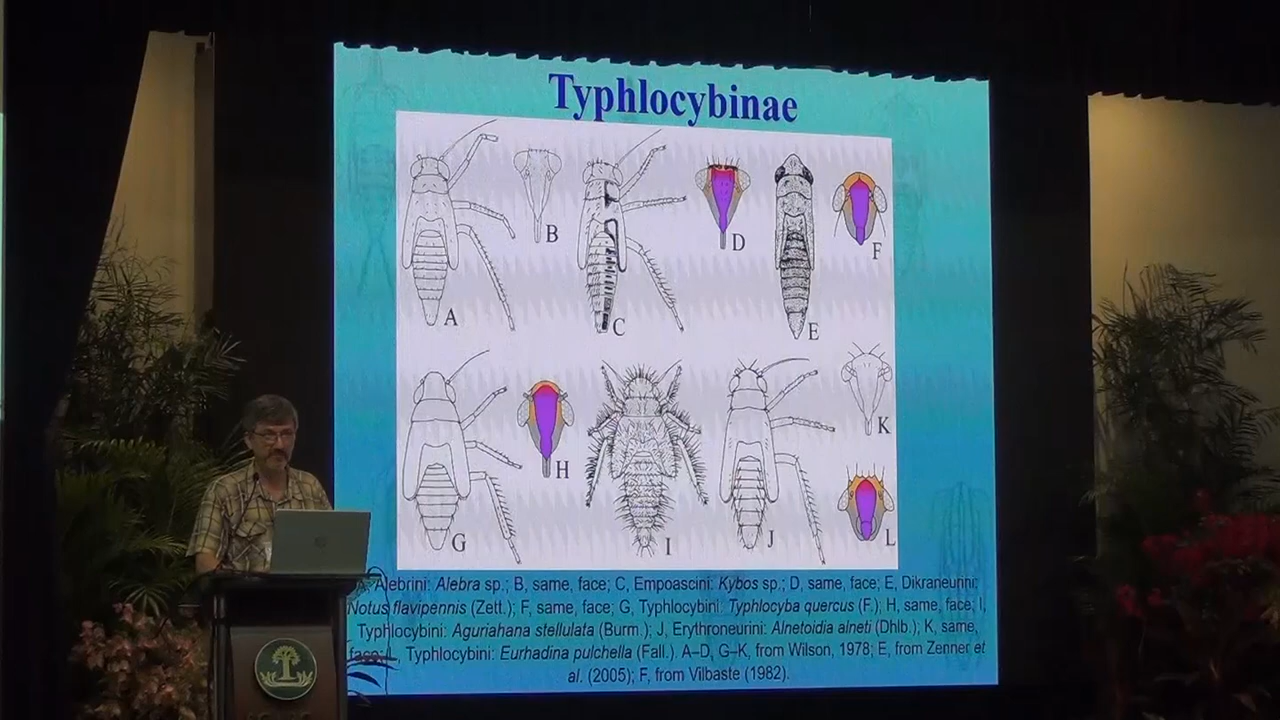 Typhlocybinae
A
B
C
D
E
F
G
H
I
J
K
L
A, Alebrini: Alebra sp.; B, same, face; C, Empoascini: Kybos sp.; D, same, face; E, Dikraneurini:
Notus flavipennis (Zett.); F, same, face; G, Typhlocybini: Typhlocyba quercus (F.); H, same, face; I,
Typhlocybini: Aguriahana stellulata (Burm.); J, Erythroneurini: Alnetoidia alneti (Dhlb.); K, same,
face; L, Typhlocybini: Eurhadina pulchella (Fall.). A–D, G–K, from Wilson, 1978; E, from Zenner et
al. (2005); F, from Vilbaste (1982).